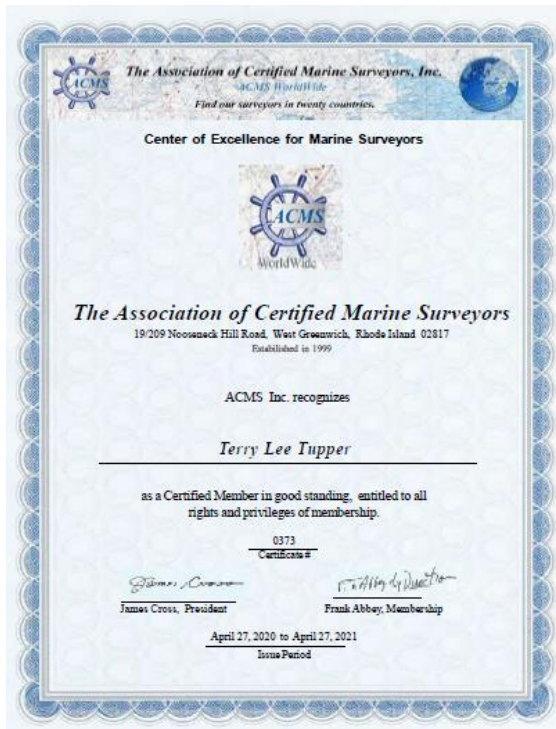 ACMS
The Association of Certified Marine Surveyors, Inc.
ACMS WorldWide
Find our surveyors in twenty countries.
Center of Excellence for Marine Surveyors
ACMS
WorldWide
The Association of Certified Marine Surveyors
19/209 Nooseneck Hill Road, West Greenwich, Rhode Island 02817
Established in 1999
ACMS Inc. recognizes
Terry Lee Tupper
as a Certified Member in good standing, entitled to all
rights and privileges of membership.
0373
Certificate #
James Cross
James Cross, President
Frank Abbey, Membership
April 27, 2020 to April 27, 2021
Issue Period